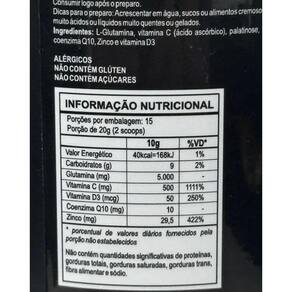 Consumir logo após o preparo.
Dicas para o preparo: Acrescentar em água, sucos ou alimentos cremosos
muito ácidos ou líquidos muito quentes ou
Ingredientes: L-Glutamina, vitamina C (ácido ascórbico), palatinose,
coenzima Q10, Zinco e vitamina D3
ALÉRGICOS
NÃO CONTÉM GLÚTEN
NÃO CONTÉM AÇÚCAR
INFORMAÇÃO NUTRICIONAL
Porções por embalagem: 15
Porção de 20g (2 scoops)
10g %VD*
Valor Energético 40kcal=168kJ 1%
Carboidratos (g) 9 2%
Glutamina (mg) 5.000 -
Vitamina C (mg) 500 1111%
Vitamina D3 (mcg) 50 250%
Coenzima Q10 (mg) 10 -
Zinco (mg) 29,5 422%
* porcentual de valores diários fornecidos pela
porção não estabelecidos
Não contém quantidades significativas de proteínas,
gorduras totais, gorduras saturadas, gorduras trans,
fibra alimentar e sódio.